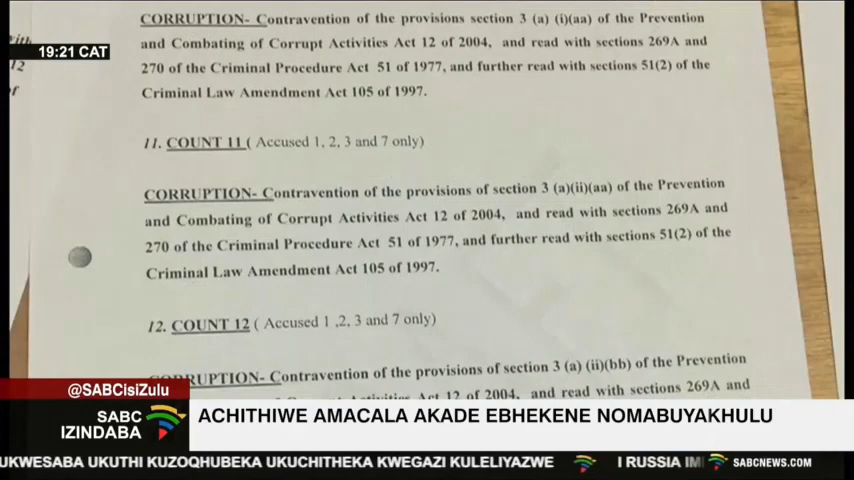 CORRUPTION- Contravention of the provisions section 3 (a) (i)(aa) of the Prevention
and Combating of Corrupt Activities Act 12 of 2004, and read with sections 269A and
270 of the Criminal Procedure Act 51 of 1977, and further read with sections 51(2) of the
Criminal Law Amendment Act 105 of 1997.
19:21 CAT
12
of
11. COUNT 11 ( Accused 1, 2, 3 and 7 only)
CORRUPTION- Contravention of the provisions of section 3 (a)(ii)(aa) of the Prevention
and Combating of Corrupt Activities Act 12 of 2004, and read with sections 269A and
270 of the Criminal Procedure Act 51 of 1977, and further read with sections 51(2) of the
Criminal Law Amendment Act 105 of 1997.
12. COUNT 12 ( Accused 1 ,2, 3 and 7 only)
CORRUPTION- Contravention of the provisions of section 3 (a) (ii)(bb) of the Prevention
Act 12 of 2004, and read with sections 269A and
@SABCisiZulu
SABC
IZINDABA
ACHITHIWE AMACALA AKADE EBHEKENE NOMABUYAKHULU
UKWESABA UKUTHI KUZOQHUBEKA UKUCHITHEKA KWEGAZI KULELIYAZWE I RUSSIA
SABCNEWS.COM